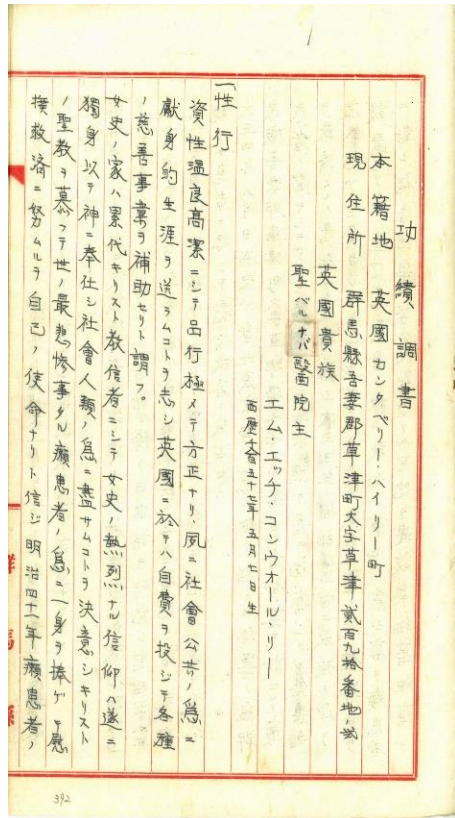 功績調書
本籍地 英國カンタベリー・ハイリー町
現住所 群馬縣吾妻郡草津町大字草津貳百九拾番地ノ弐
英國貴族
聖バルナバ醫院主
エム・エッチ・コンウオール・リー
西歴千八百五十七年五月七日生
一性行
資性温良高潔ニシテ品行極メテ方正ナリ・夙ニ社會公共ノ為ニ
献身的生涯ヲ送ラムコトヲ志シ英國ニ於テハ自費ヲ投ジテ各種
ノ慈善事業ヲ補助セリト謂フ。
女史ノ家ハ累代キリスト教信者ニシテ女史ノ熱烈ナル信仰ハ遂ニ
獨身以テ神ニ奉仕シ社會人類ノ為ニ盡サムコトヲ決意シキリスト
ノ聖教ヲ慕フテ世ノ最悲惨事タル癩患者ノ為ニ一身ヲ捧ゲテ慰
撫救済ニ努ムルヲ自己ノ使命ナリト信ジ明治四十一年癩患者ノ
群馬縣
1
392